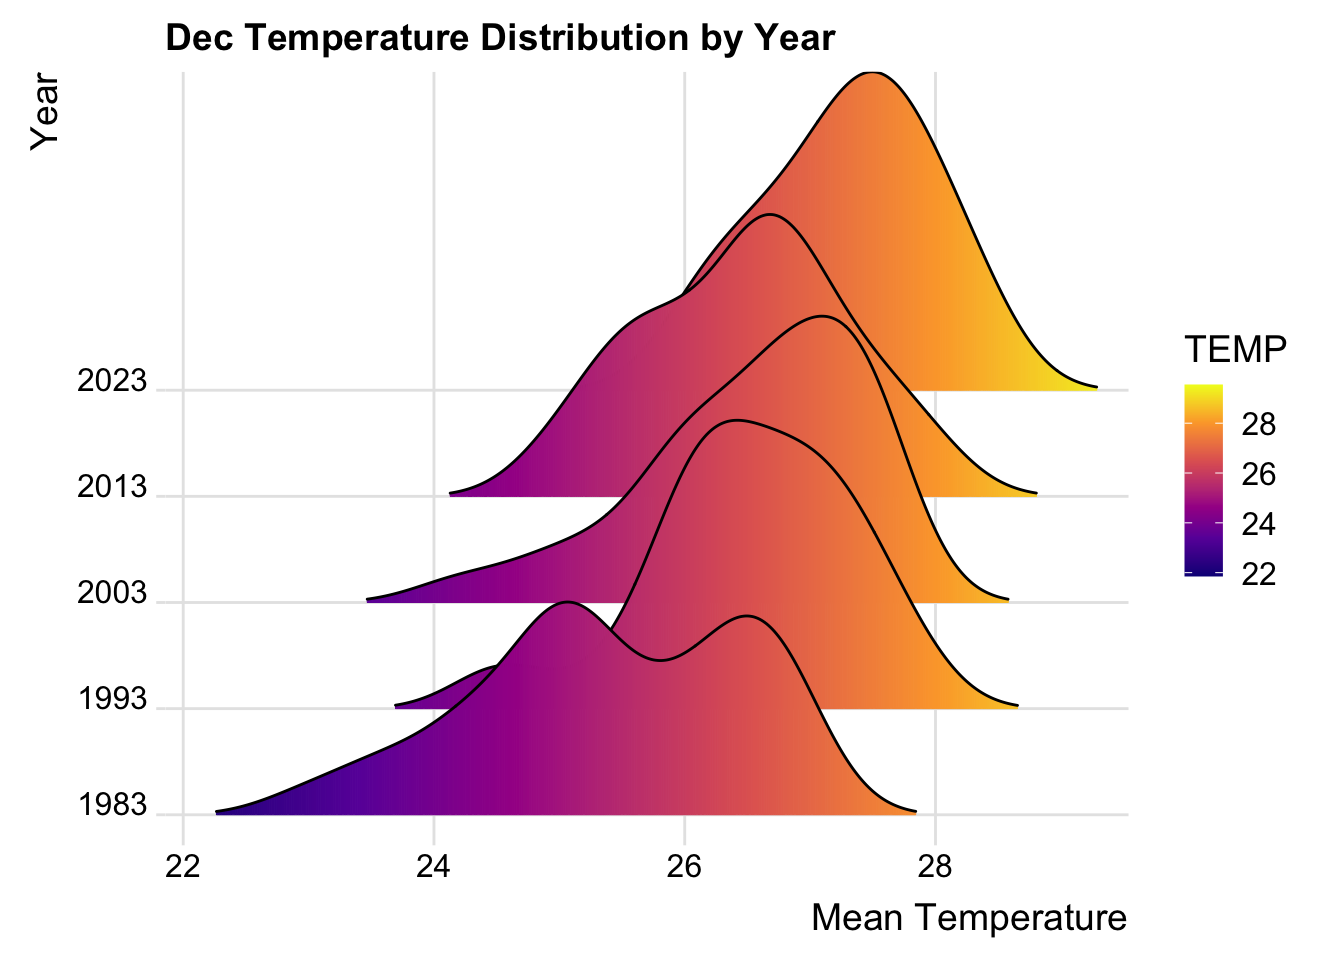 Dec Temperature Distribution by Year
Year
2023
2013
2003
1993
1983
22 24 26 28
Mean Temperature
TEMP
28
26
24
22